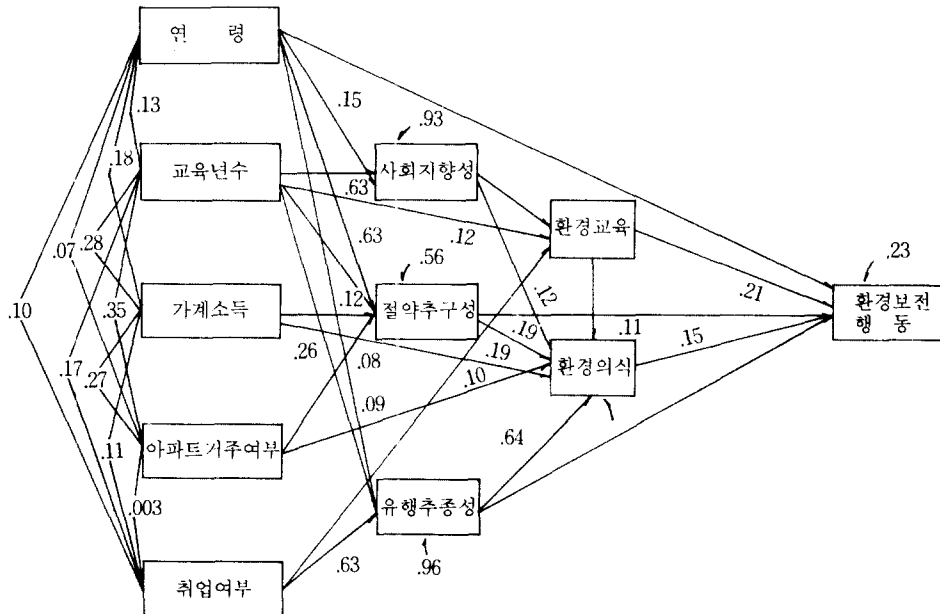 연 령
.15
.93
.13
.18
교육년수
사회지향성
.63
환경교육
.12
.23
.63
.56
.07
.28
.10
.35
가계소득
.12
절약추구성
.12
.19
.11
.21
환경보전
행 동
.17
.27
.26
.08
.19
.10
환경의식
.15
.09
아파트거주여부
.11
.64
.003
유행추종성
.63
.96
취업여부